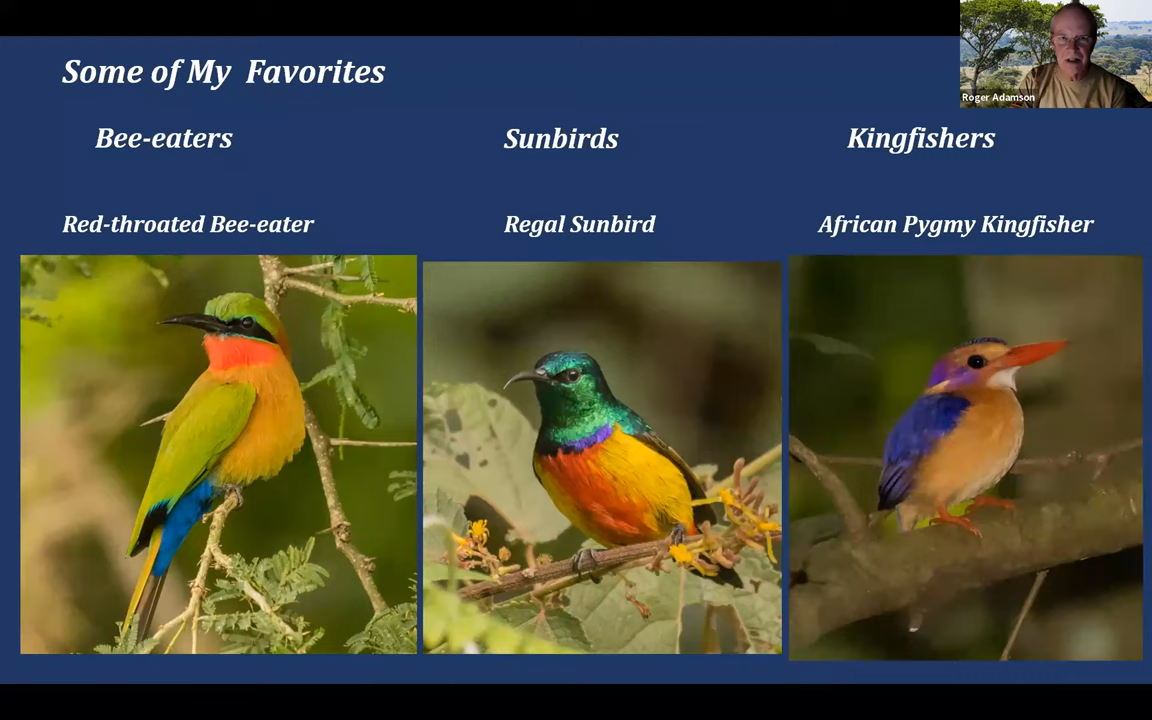 Some of My Favorites
Roger Adamson
Bee-eaters
Sunbirds
Kingfishers
Red-throated Bee-eater
Regal Sunbird
African Pygmy Kingfisher